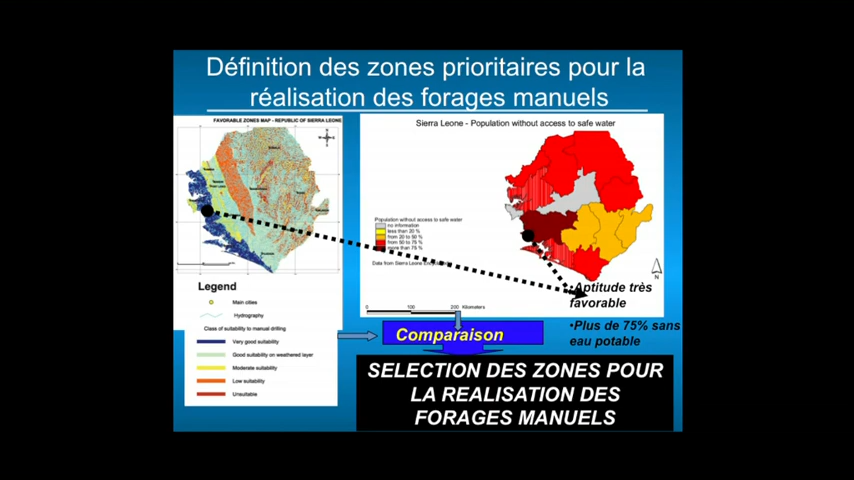 Définition des zones prioritaires pour la
réalisation des forages manuels
FAVORABLE ZONES MAP - REPUBLIC OF SIERRA LEONE
Legend
Main cities
Hydrography
Class of suitability to manual drilling
Very good suitability
Good suitability on weathered layer
Moderate suitability
Low suitability
Unsuitable
Sierra Leone - Population without access to safe water
Population without access to safe water
no information
less than 20 %
from 20 to 50 %
from 50 to 75 %
more than 75 %
Data from Sierra Leone
0 100 200 Kilometers
N
•Aptitude très
favorable
•Plus de 75% sans
eau potable
Comparaison
SELECTION DES ZONES POUR
LA REALISATION DES
FORAGES MANUELS